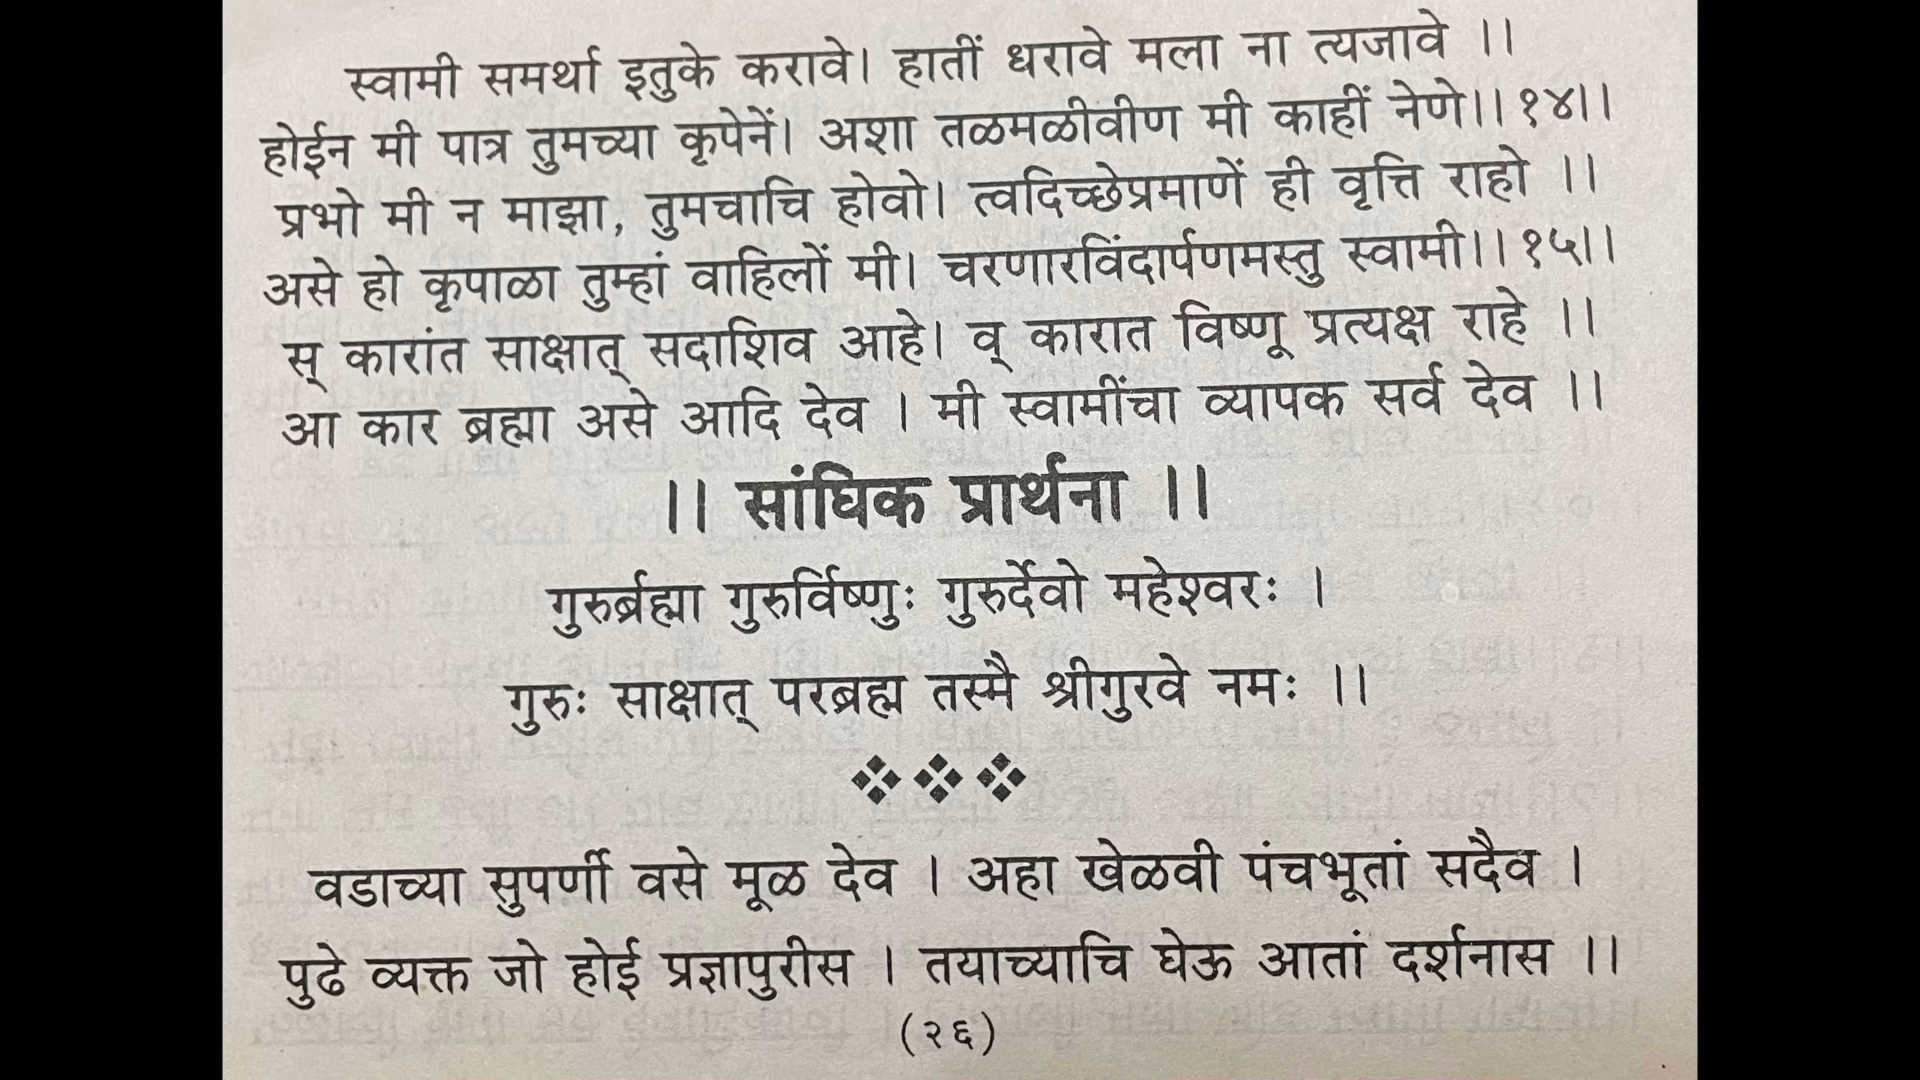 स्वामी समर्था इतुके करावे। हातीं धरावे मला ना त्यजावे ।।
होईन मी पात्र तुमच्या कृपेनें। अशा तळमळीवीण मी काहीं नेणे।। १४।।
प्रभो मी न माझा, तुमचाचि होवो। त्वदिच्छेप्रमाणें ही वृत्ति राहो ।।
असे हो कृपाळा तुम्हां वाहिलों मी। चरणारविंदार्पणमस्तु स्वामी।। १५।।
स् कारांत साक्षात् सदाशिव आहे। व् कारात विष्णू प्रत्यक्ष राहे ।।
आ कार ब्रह्मा असे आदि देव । मी स्वामींचा व्यापक सर्व देव ।।
।। सांघिक प्रार्थना ।।
गुरुर्ब्रह्मा गुरुर्विष्णुः गुरुर्देवो महेश्वरः ।
गुरुः साक्षात् परब्रह्म तस्मै श्रीगुरवे नमः ।।
वडाच्या सुपर्णी वसे मूळ देव । अहा खेळवी पंचभूतां सदैव ।
पुढे व्यक्त जो होई प्रज्ञापुरीस । तयाच्याचि घेऊ आतां दर्शनास ।।
(२६)